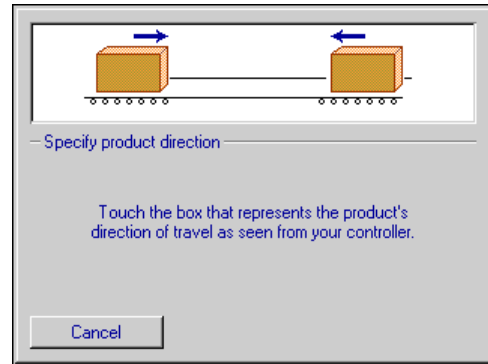 Specify product direction
Touch the box that represents the product's
direction of travel as seen from your controller.
Cancel